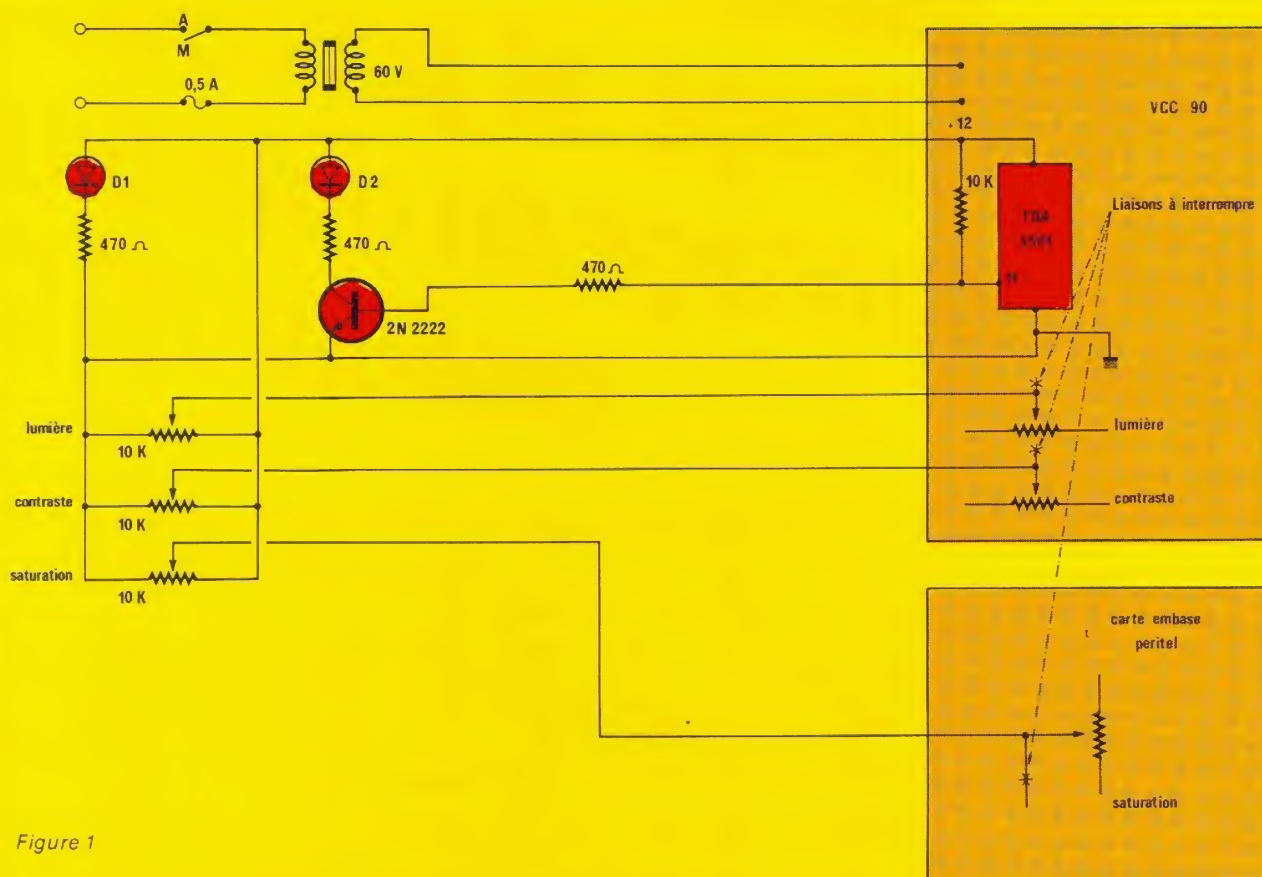 A
M
0,5 A
60 V
VCC 90
+12
D1
D2
10 K
Liaisons à interrompre
470 Ω
470 Ω
470 Ω
2N 2222
lumière
10 K
lumière
contraste
10 K
contraste
saturation
10 K
carte embase
peritel
saturation
Figure 1